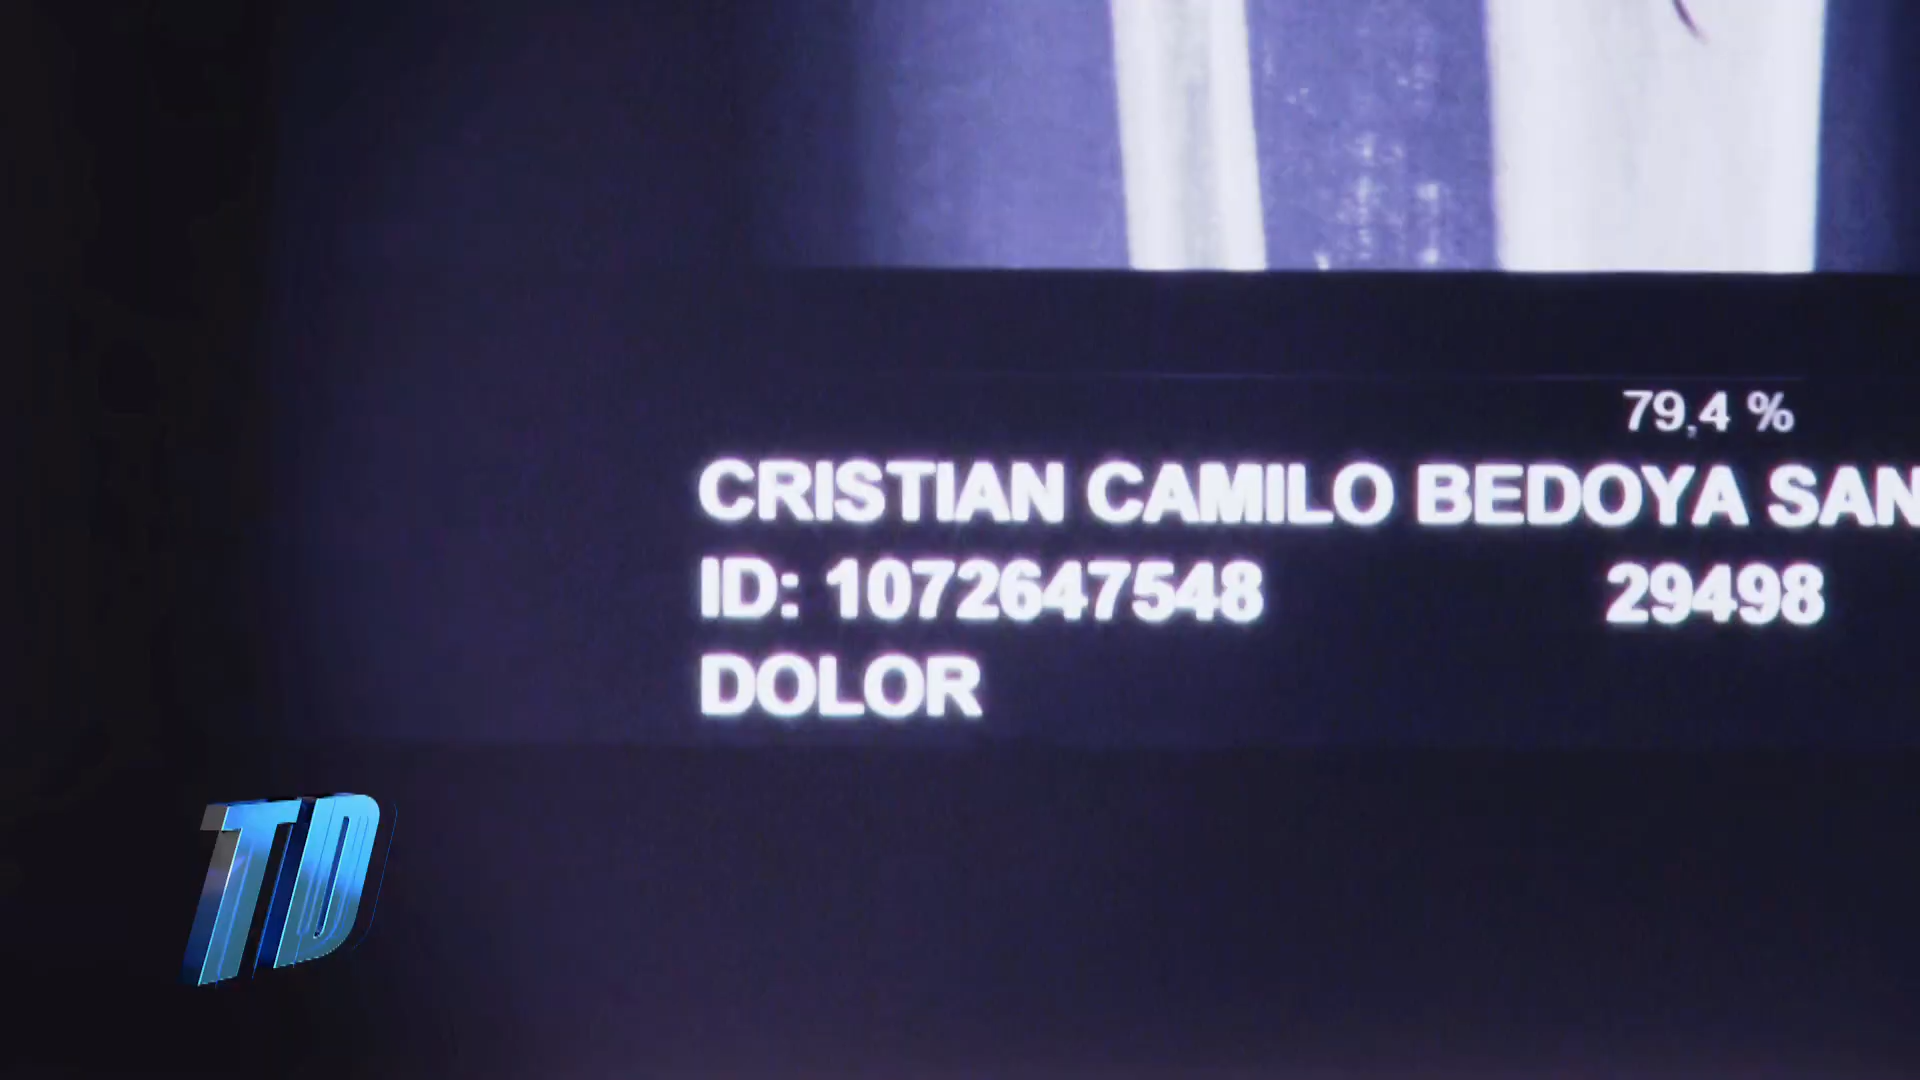 79,4 %
CRISTIAN CAMILO BEDOYA SAN
ID: 1072647548 29498
DOLOR
TD